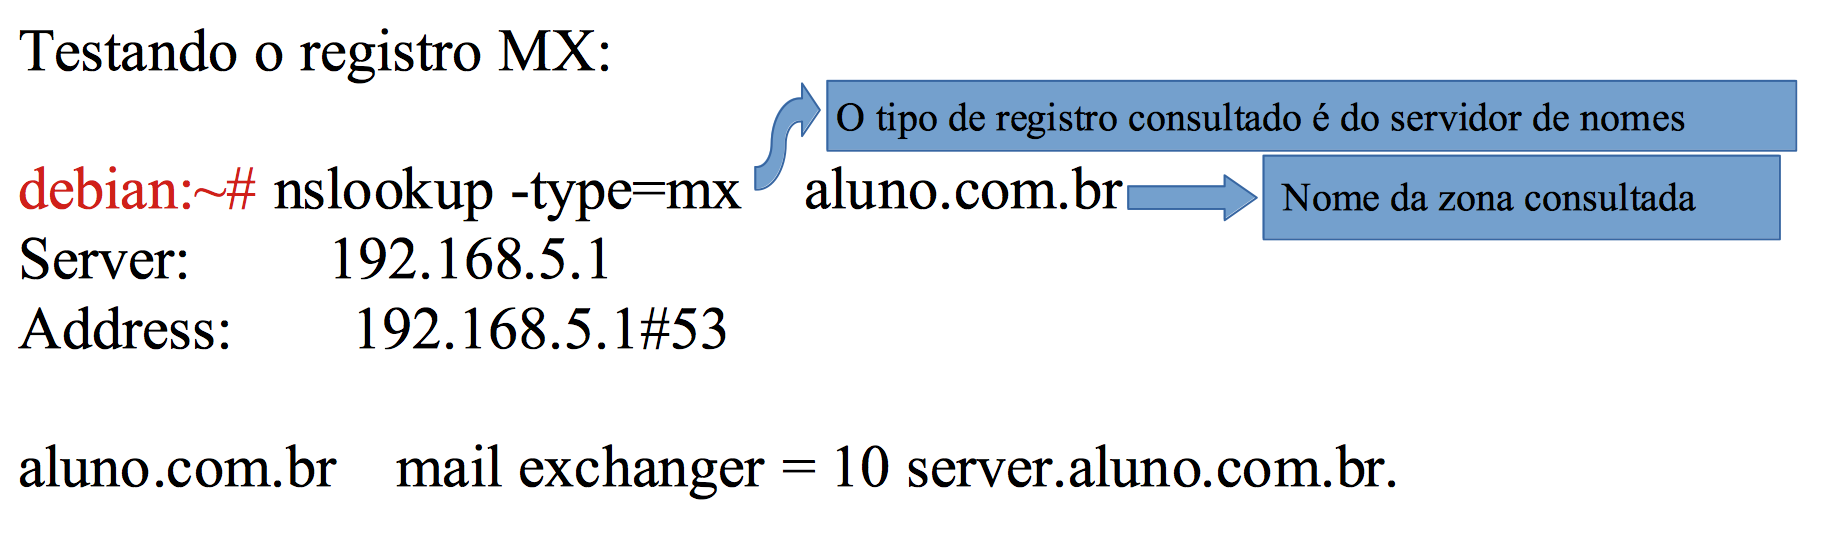 Testando o registro MX:
O tipo de registro consultado é do servidor de nomes
debian:~# nslookup -type=mx aluno.com.br
Nome da zona consultada
Server: 192.168.5.1
Address: 192.168.5.1#53
aluno.com.br mail exchanger = 10 server.aluno.com.br.